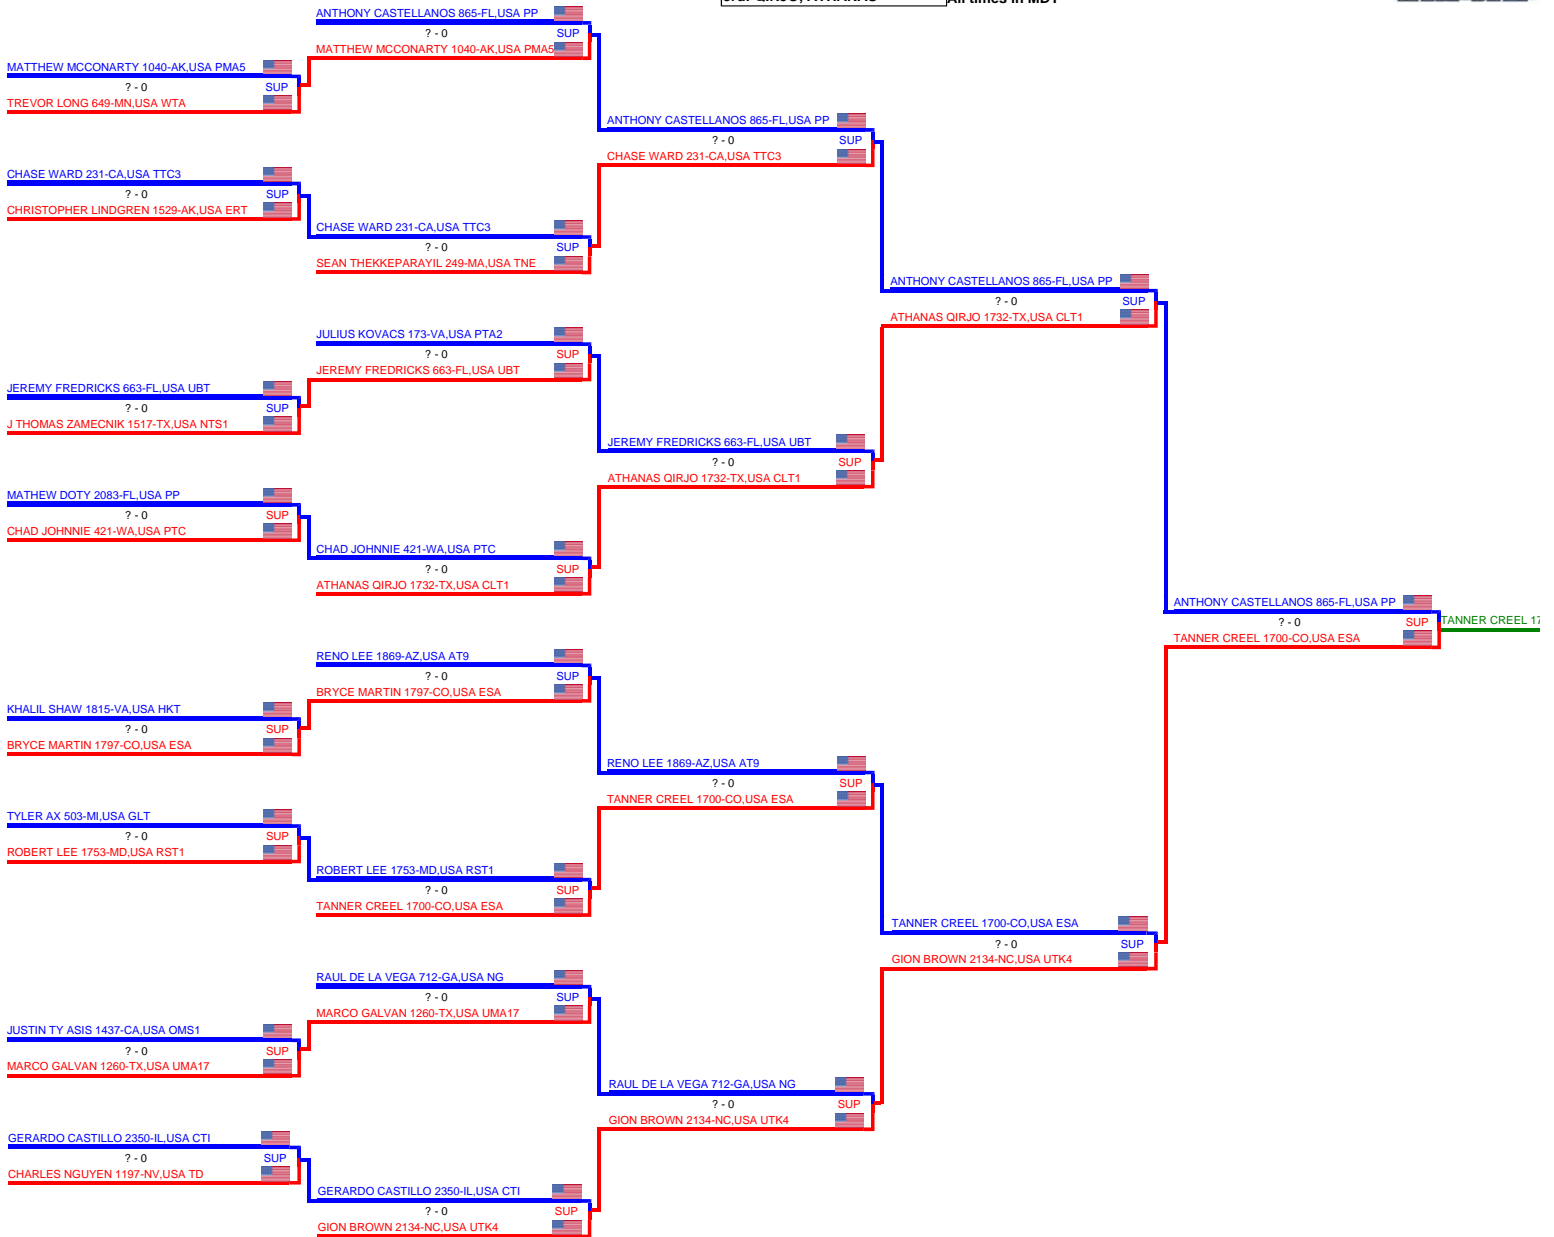 All times in MDT
ANTHONY CASTELLANOS 865-FL,USA PP
? - 0
SUP
MATTHEW MCCONARTY 1040-AK,USA PMA5
MATTHEW MCCONARTY 1040-AK,USA PMA5
? - 0
SUP
TREVOR LONG 649-MN,USA WTA
ANTHONY CASTELLANOS 865-FL,USA PP
? - 0
SUP
CHASE WARD 231-CA,USA TTC3
CHASE WARD 231-CA,USA TTC3
? - 0
SUP
CHRISTOPHER LINDGREN 1529-AK,USA ERT
CHASE WARD 231-CA,USA TTC3
? - 0
SUP
SEAN THEKKEPARAYIL 249-MA,USA TNE
ANTHONY CASTELLANOS 865-FL,USA PP
? - 0
SUP
ATHANAS QIRJO 1732-TX,USA CLT1
JULIUS KOVACS 173-VA,USA PTA2
? - 0
SUP
JEREMY FREDRICKS 663-FL,USA UBT
JEREMY FREDRICKS 663-FL,USA UBT
? - 0
SUP
J THOMAS ZAMECNIK 1517-TX,USA NTS1
JEREMY FREDRICKS 663-FL,USA UBT
? - 0
SUP
ATHANAS QIRJO 1732-TX,USA CLT1
MATHEW DOTY 2083-FL,USA PP
? - 0
SUP
CHAD JOHNNIE 421-WA,USA PTC
CHAD JOHNNIE 421-WA,USA PTC
? - 0
SUP
ATHANAS QIRJO 1732-TX,USA CLT1
ANTHONY CASTELLANOS 865-FL,USA PP
? - 0
SUP
TANNER CREEL 17
TANNER CREEL 1700-CO,USA ESA
RENO LEE 1869-AZ,USA AT9
? - 0
SUP
BRYCE MARTIN 1797-CO,USA ESA
KHALIL SHAW 1815-VA,USA HKT
? - 0
SUP
BRYCE MARTIN 1797-CO,USA ESA
RENO LEE 1869-AZ,USA AT9
? - 0
SUP
TANNER CREEL 1700-CO,USA ESA
TYLER AX 503-MI,USA GLT
? - 0
SUP
ROBERT LEE 1753-MD,USA RST1
ROBERT LEE 1753-MD,USA RST1
? - 0
SUP
TANNER CREEL 1700-CO,USA ESA
TANNER CREEL 1700-CO,USA ESA
? - 0
SUP
GION BROWN 2134-NC,USA UTK4
RAUL DE LA VEGA 712-GA,USA NG
? - 0
SUP
MARCO GALVAN 1260-TX,USA UMA17
JUSTIN TY ASIS 1437-CA,USA OMS1
? - 0
SUP
MARCO GALVAN 1260-TX,USA UMA17
RAUL DE LA VEGA 712-GA,USA NG
? - 0
SUP
GION BROWN 2134-NC,USA UTK4
GERARDO CASTILLO 2350-IL,USA CTI
? - 0
SUP
CHARLES NGUYEN 1197-NV,USA TD
GERARDO CASTILLO 2350-IL,USA CTI
? - 0
SUP
GION BROWN 2134-NC,USA UTK4